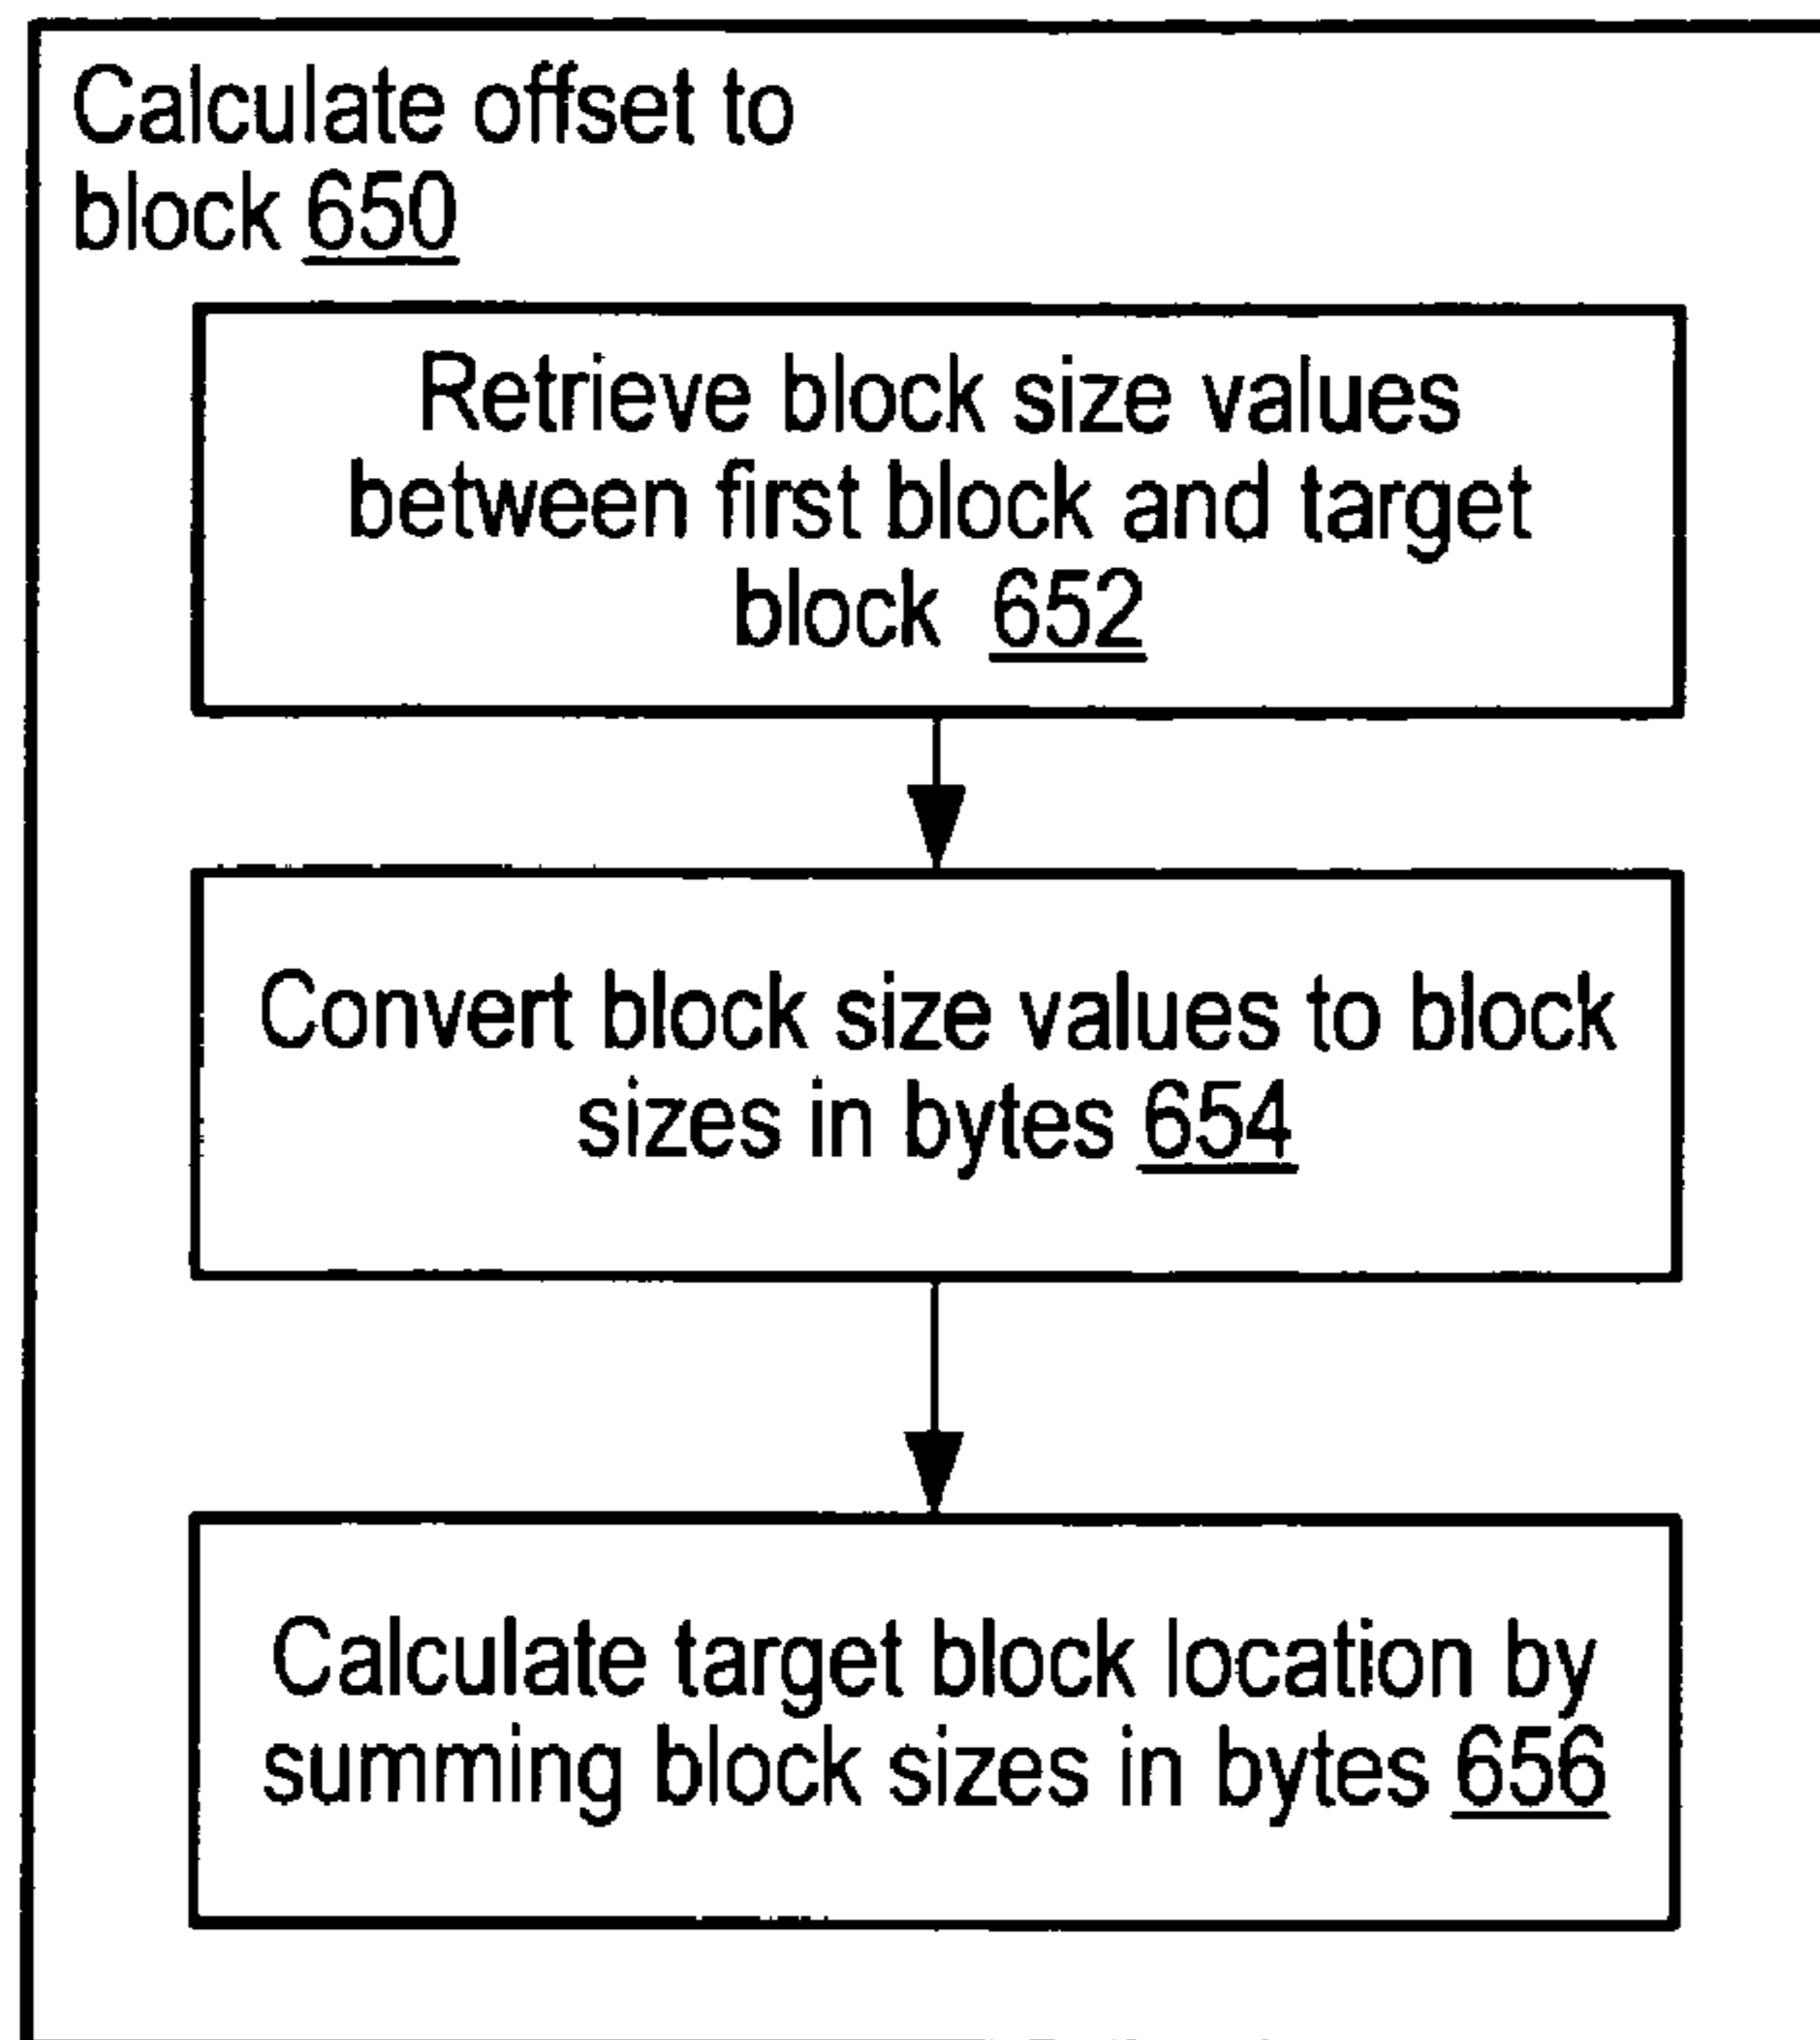 Calculate offset to
block 650
Retrieve block size values
between first block and target
block 652
Convert block size values to block
sizes in bytes 654
Calculate target block location by
summing block sizes in bytes 656